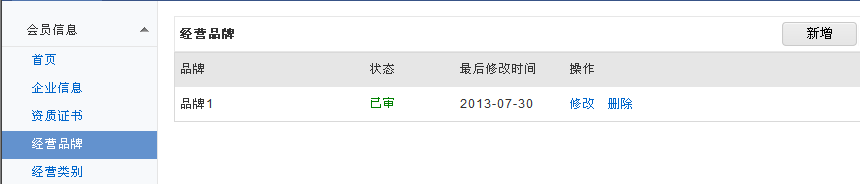 会员信息
首页
企业信息
资质证书
经营品牌
经营类别
经营品牌 新增
品牌 状态 最后修改时间 操作
品牌1 已审 2013-07-30 修改 删除